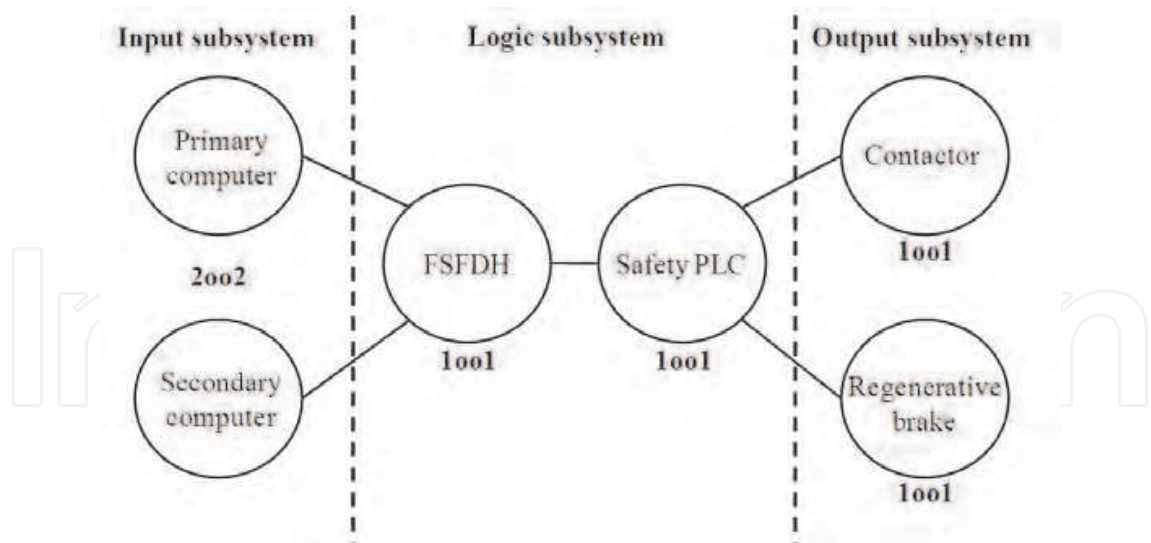 Input subsystem
Logic subsystem
Output subsystem
Primary
computer
Contactor
1oo1
2oo2
FSFDH
1oo1
Safety PLC
1oo1
Secondary
computer
Regenerative
brake
1oo1